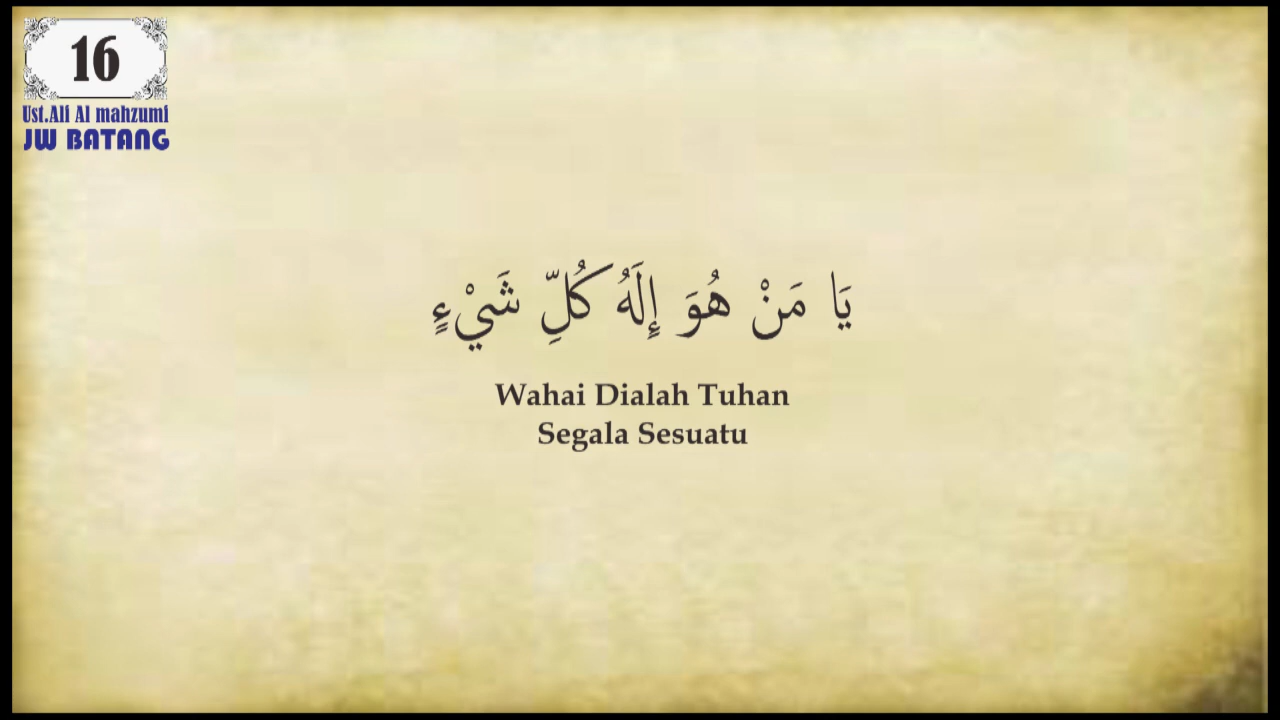 16
Ust.Ali Al mahzumi
JW BATANG
يَا مَنْ هُوَ إِلَهُ كُلِّ شَيْءٍ
Wahai Dialah Tuhan
Segala Sesuatu